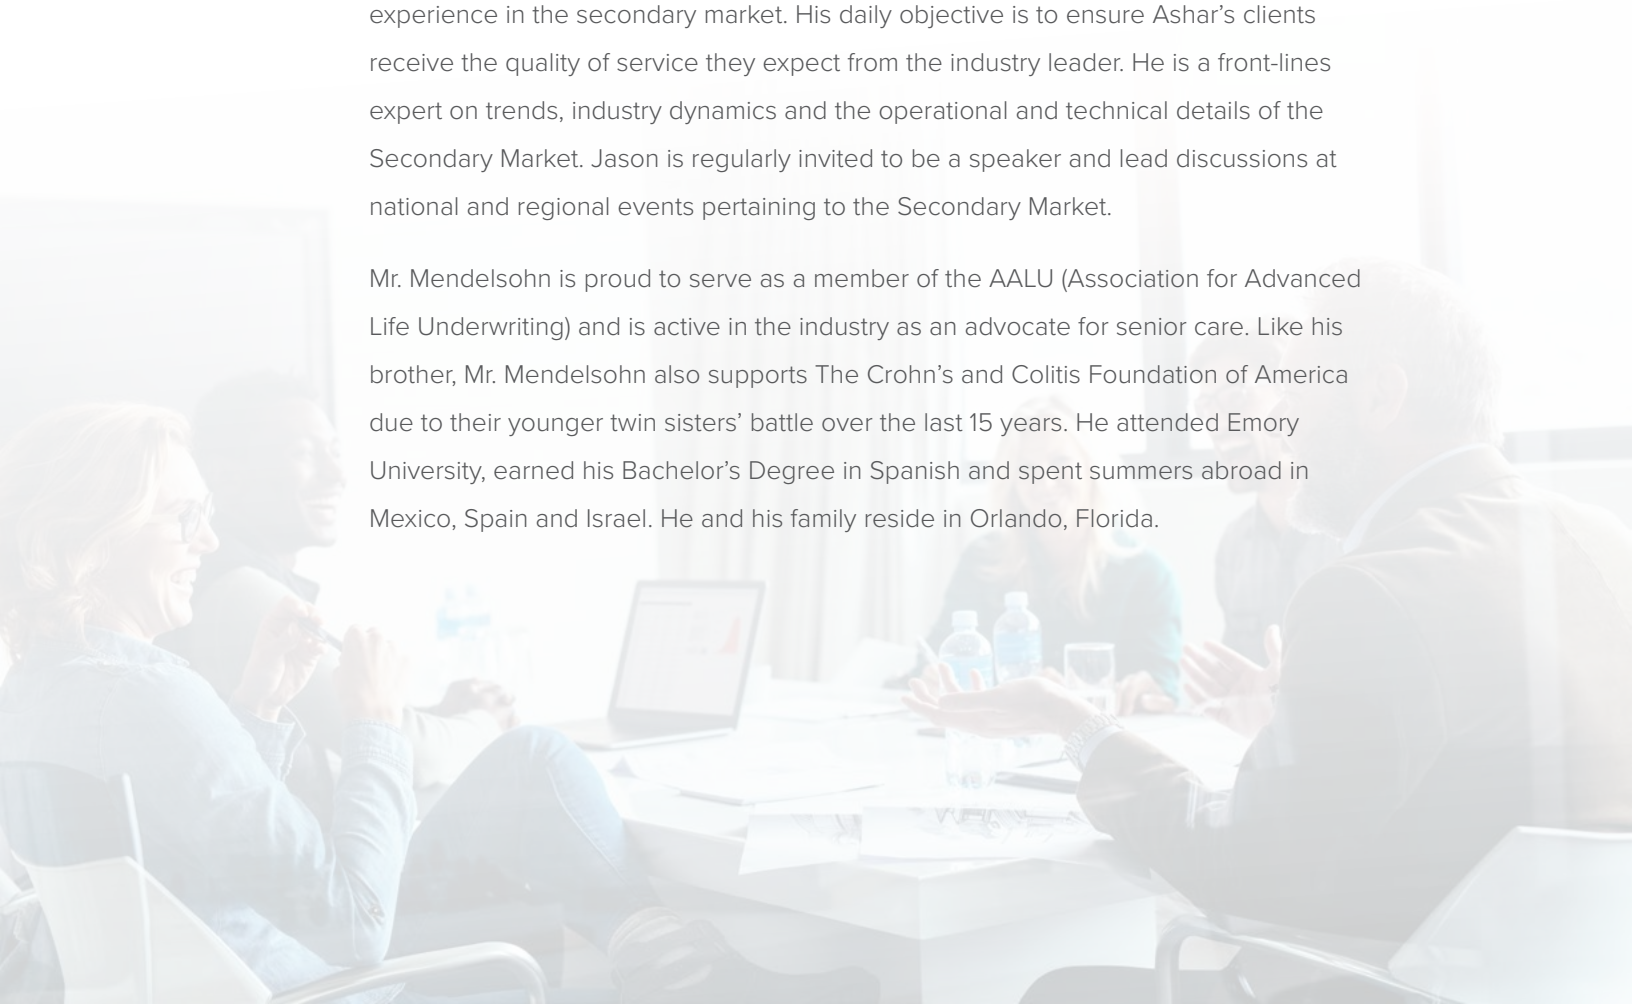 experience in the secondary market. His daily objective is to ensure Ashar’s clients
receive the quality of service they expect from the industry leader. He is a front-lines
expert on trends, industry dynamics and the operational and technical details of the
Secondary Market. Jason is regularly invited to be a speaker and lead discussions at
national and regional events pertaining to the Secondary Market.
Mr. Mendelsohn is proud to serve as a member of the AALU (Association for Advanced
Life Underwriting) and is active in the industry as an advocate for senior care. Like his
brother, Mr. Mendelsohn also supports The Crohn’s and Colitis Foundation of America
due to their younger twin sisters’ battle over the last 15 years. He attended Emory
University, earned his Bachelor’s Degree in Spanish and spent summers abroad in
Mexico, Spain and Israel. He and his family reside in Orlando, Florida.